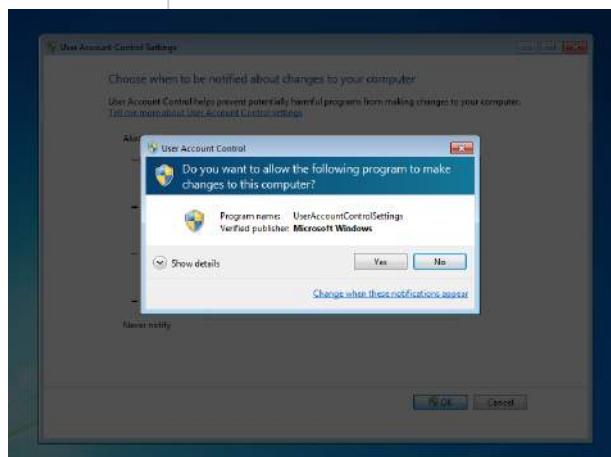 User Account Control Settings
Choose when to be notified about changes to your computer
User Account Control helps prevent potentially harmful programs from making changes to your computer.
Tell me more about User Account Control settings
User Account Control
Do you want to allow the following program to make
changes to this computer?
Program name: UserAccountControlSettings
Verified publisher: Microsoft Windows
Show details
Yes
No
Change when these notifications appear
Never notify
OK
Cancel